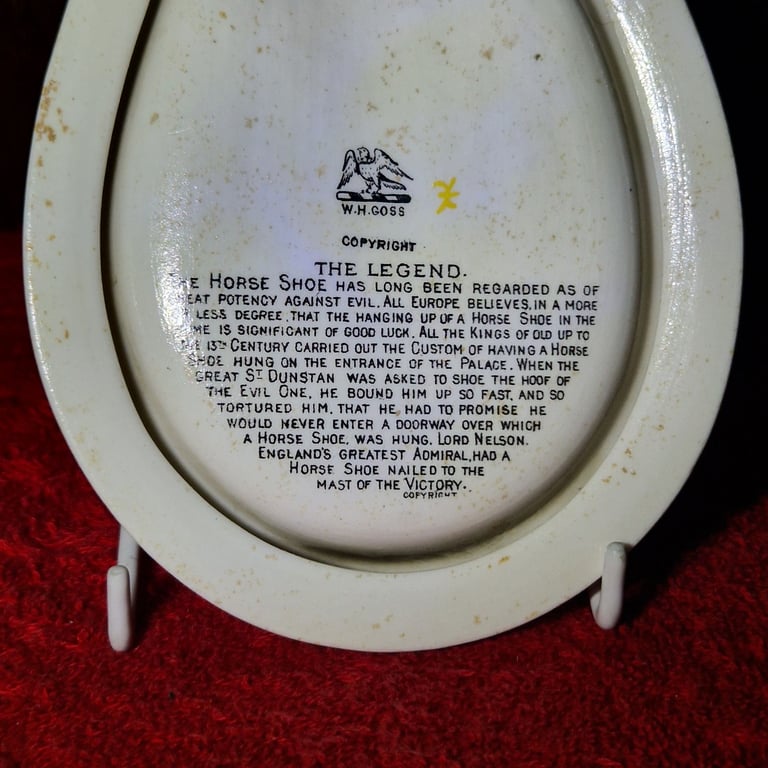 W.H.GOSS
COPYRIGHT
THE LEGEND.
HORSE SHOE HAS LONG BEEN REGARDED AS OF
POTENCY AGAINST EVIL. ALL EUROPE BELIEVES, IN A MORE
LESS DEGREE, THAT THE HANGING UP OF A HORSE SHOE IN THE
IS SIGNIFICANT OF GOOD LUCK. ALL THE KINGS OF OLD UP TO
13TH CENTURY CARRIED OUT THE CUSTOM OF HAVING A HORSE
SHOE HUNG ON THE ENTRANCE OF THE PALACE. WHEN THE
GREAT ST DUNSTAN WAS ASKED TO SHOE THE HOOF OF
THE EVIL ONE, HE BOUND HIM UP SO FAST, AND SO
TORTURED HIM, THAT HE HAD TO PROMISE HE
WOULD NEVER ENTER A DOORWAY OVER WHICH
A HORSE SHOE, WAS HUNG. LORD NELSON.
ENGLAND'S GREATEST ADMIRAL, HAD A
HORSE SHOE NAILED TO THE
MAST OF THE VICTORY.
COPYRIGHT